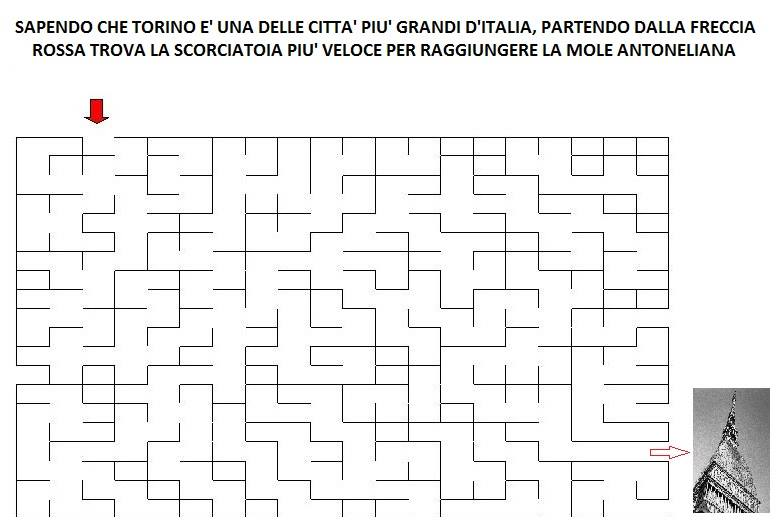 SAPENDO CHE TORINO E' UNA DELLE CITTA' PIU' GRANDI D'ITALIA, PARTENDO DALLA FRECCIA
ROSSA TROVA LA SCORCIATOIA PIU' VELOCE PER RAGGIUNGERE LA MOLE ANTONELIANA